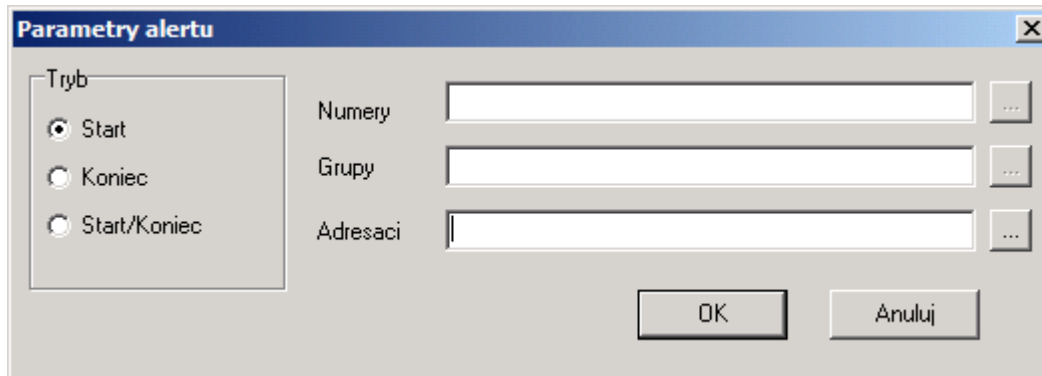 Parametry alertu
Tryb
Start
Koniec
Start/Koniec
Numery
...
Grupy
...
Adresaci
...
OK
Anuluj